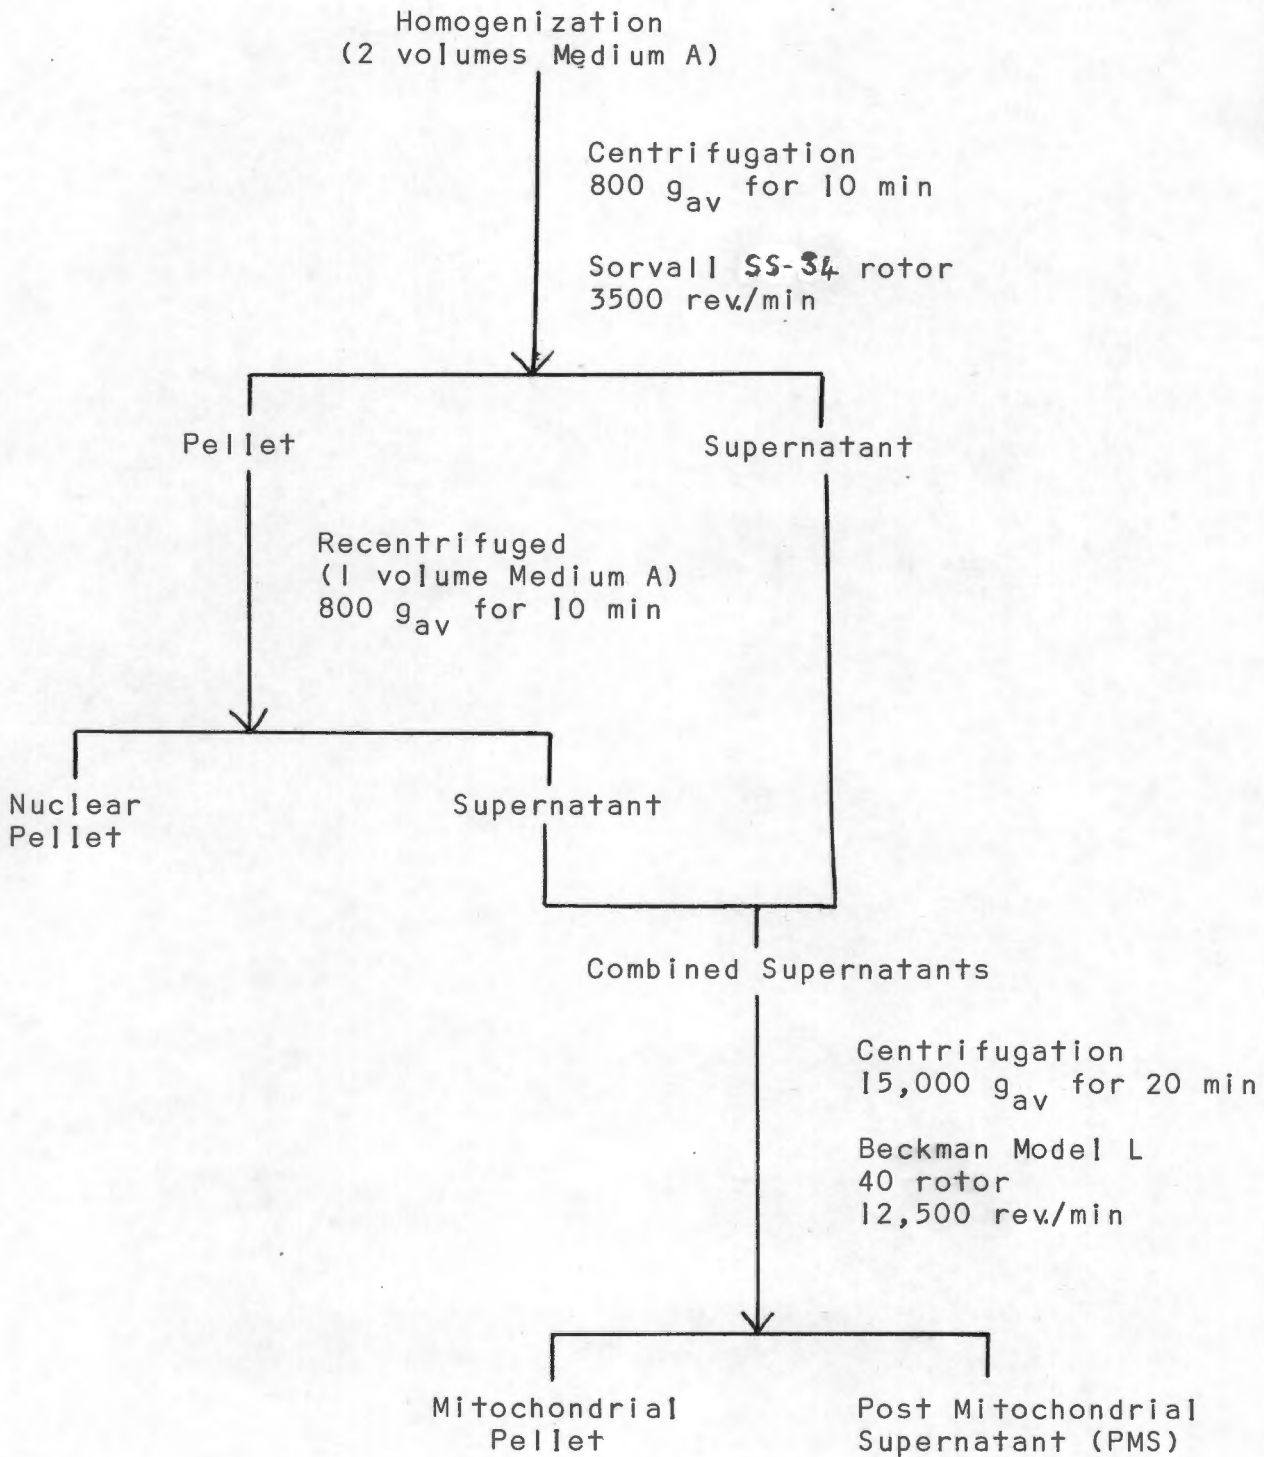 Homogenization
(2 volumes Medium A)
Centrifugation
800 gav for 10 min
Sorvall SS-34 rotor
3500 rev./min
Pellet
Supernatant
Recentrifuged
(1 volume Medium A)
800 gav for 10 min
Nuclear
Pellet
Supernatant
Combined Supernatants
Centrifugation
15,000 gav for 20 min
Beckman Model L
40 rotor
12,500 rev./min
Mitochondrial
Pellet
Post Mitochondrial
Supernatant (PMS)